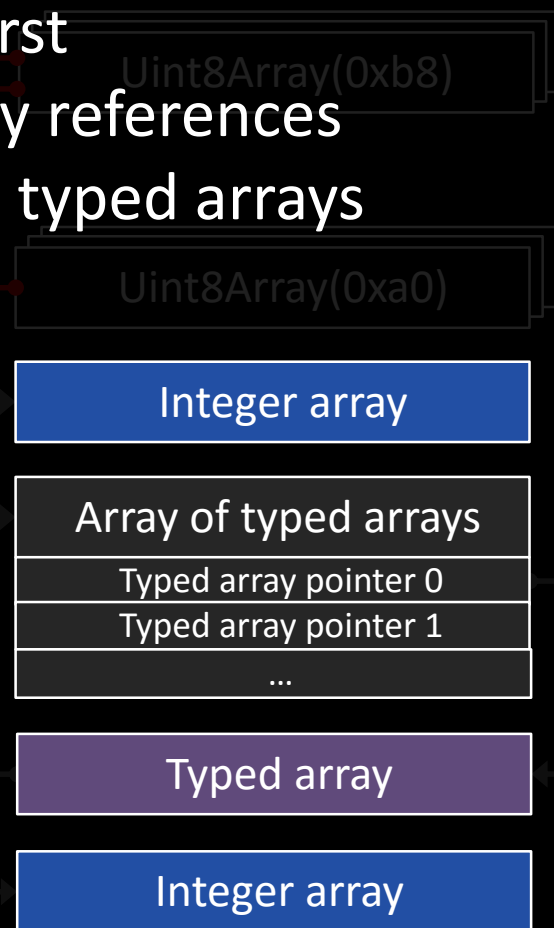 rst
Uint8Array(0xb8)
y references
typed arrays
Uint8Array(0xa0)
Integer array
Array of typed arrays
Typed array pointer 0
Typed array pointer 1
…
Typed array
Integer array